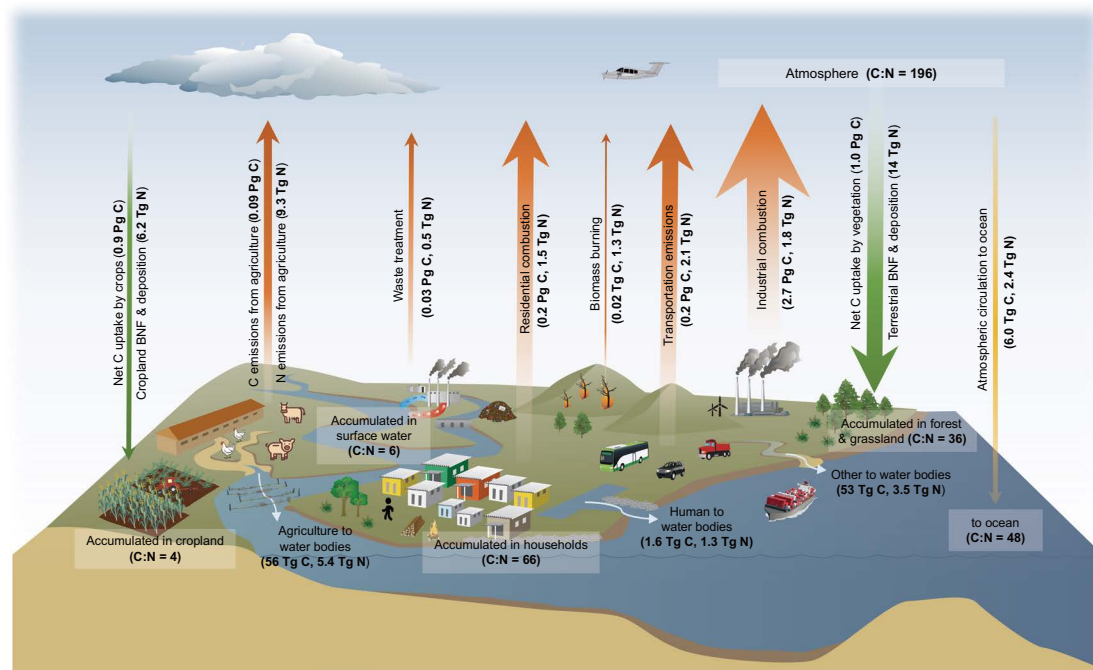 Atmosphere (C:N = 196)
Net C uptake by crops (0.9 Pg C)
Cropland BNF & deposition (6.2 Tg N)
C emissions from agriculture (0.09 Pg C)
N emissions from agriculture (9.3 Tg N)
Waste treatment
(0.03 Pg C, 0.5 Tg N)
Residential combustion
(0.2 Pg C, 1.5 Tg N)
Biomass burning
(0.02 Tg C, 1.3 Tg N)
Transportation emissions
(0.2 Pg C, 2.1 Tg N)
Industrial combustion
(2.7 Pg C, 1.8 Tg N)
Net C uptake by vegetation (1.0 Pg C)
Terrestrial BNF & deposition (14 Tg N)
Atmospheric circulation to ocean
(6.0 Tg C, 2.4 Tg N)
Accumulated in
surface water
(C:N = 6)
Accumulated in forest
& grassland (C:N = 36)
Other to water bodies
(53 Tg C, 3.5 Tg N)
Human to
water bodies
(1.6 Tg C, 1.3 Tg N)
to ocean
(C:N = 48)
Accumulated in cropland
(C:N = 4)
Agriculture to
water bodies
(56 Tg C, 5.4 Tg N)
Accumulated in households
(C:N = 66)